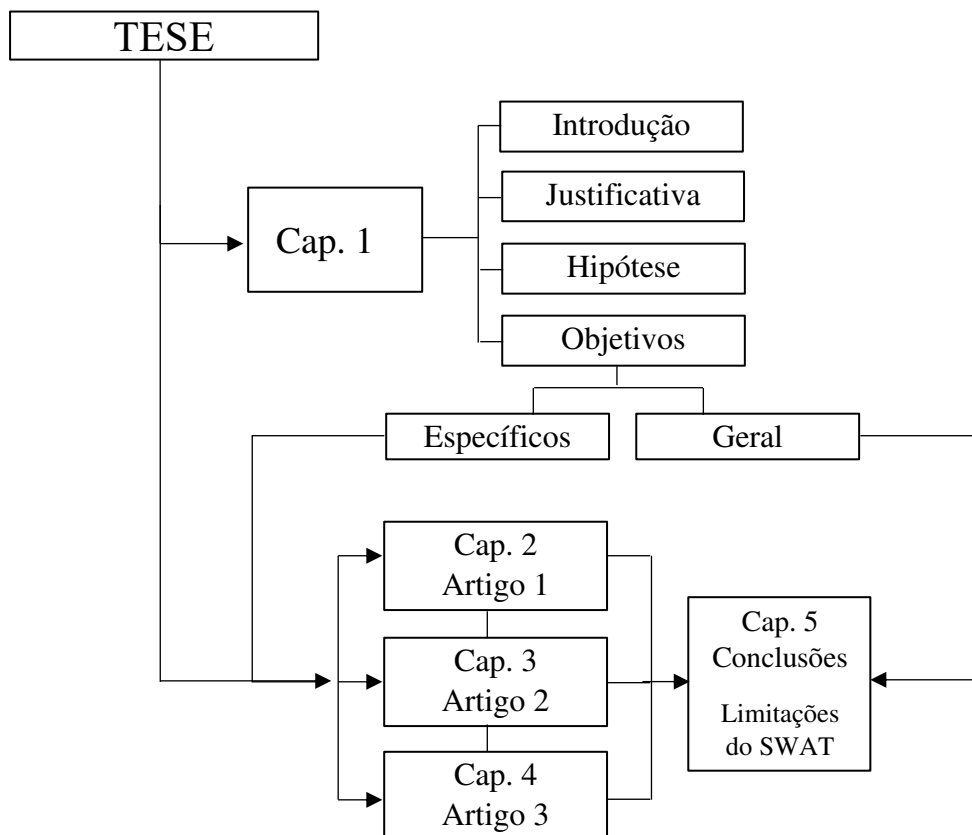 TESE
Introdução
Justificativa
Cap. 1
Hipótese
Objetivos
Específicos
Geral
Cap. 2
Artigo 1
Cap. 3
Artigo 2
Cap. 4
Artigo 3
Cap. 5
Conclusões
Limitações
do SWAT